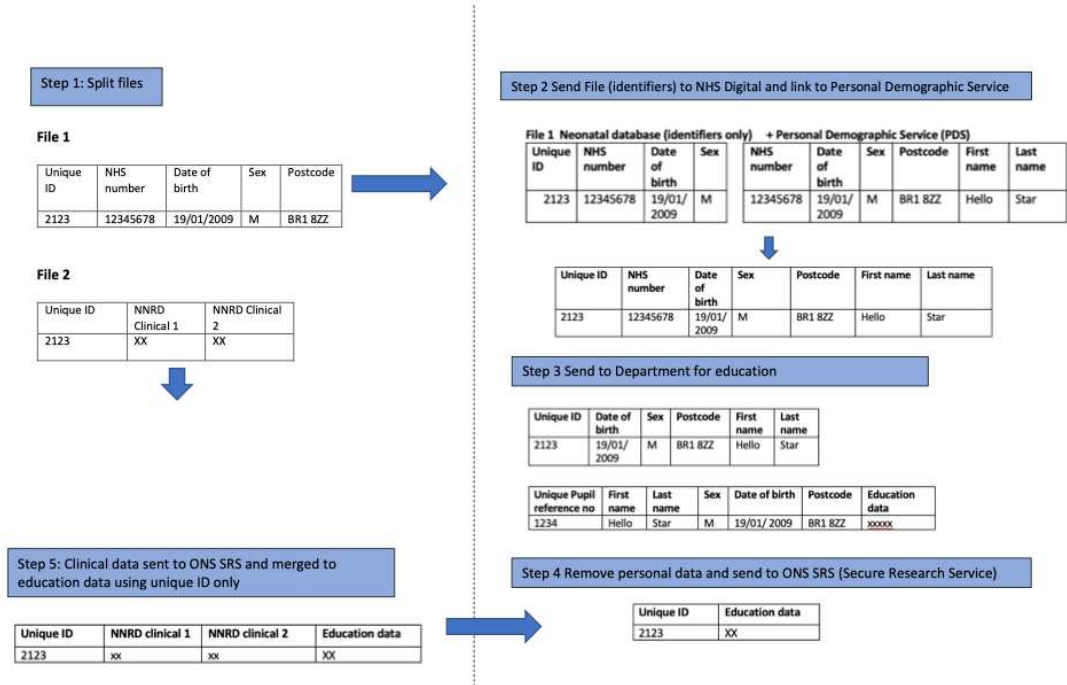 Step 1: Split files
File 1
Unique ID NHS number Date of birth Sex Postcode
2123 12345678 19/01/2009 M BR1 8ZZ
File 2
Unique ID NNRD Clinical 1 NNRD Clinical 2
2123 XX XX
Step 2 Send File (identifiers) to NHS Digital and link to Personal Demographic Service
File 1 Neonatal database (identifiers only) + Personal Demographic Service (PDS)
Unique ID NHS number Date of birth Sex
2123 12345678 19/01/ 2009 M
NHS number Date of birth Sex Postcode First name Last name
12345678 19/01/ 2009 M BR1 8ZZ Hello Star
Unique ID NHS number Date of birth Sex Postcode First name Last name
2123 12345678 19/01/ 2009 M BR1 8ZZ Hello Star
Step 3 Send to Department for education
Unique ID Date of birth Sex Postcode First name Last name
2123 19/01/ 2009 M BR1 8ZZ Hello Star
Unique Pupil reference no First name Last name Sex Date of birth Postcode Education data
1234 Hello Star M 19/01/ 2009 BR1 8ZZ xxxxx
Step 4 Remove personal data and send to ONS SRS (Secure Research Service)
Unique ID Education data
2123 XX
Step 5: Clinical data sent to ONS SRS and merged to
education data using unique ID only
Unique ID NNRD clinical 1 NNRD clinical 2 Education data
2123 xx xx XX